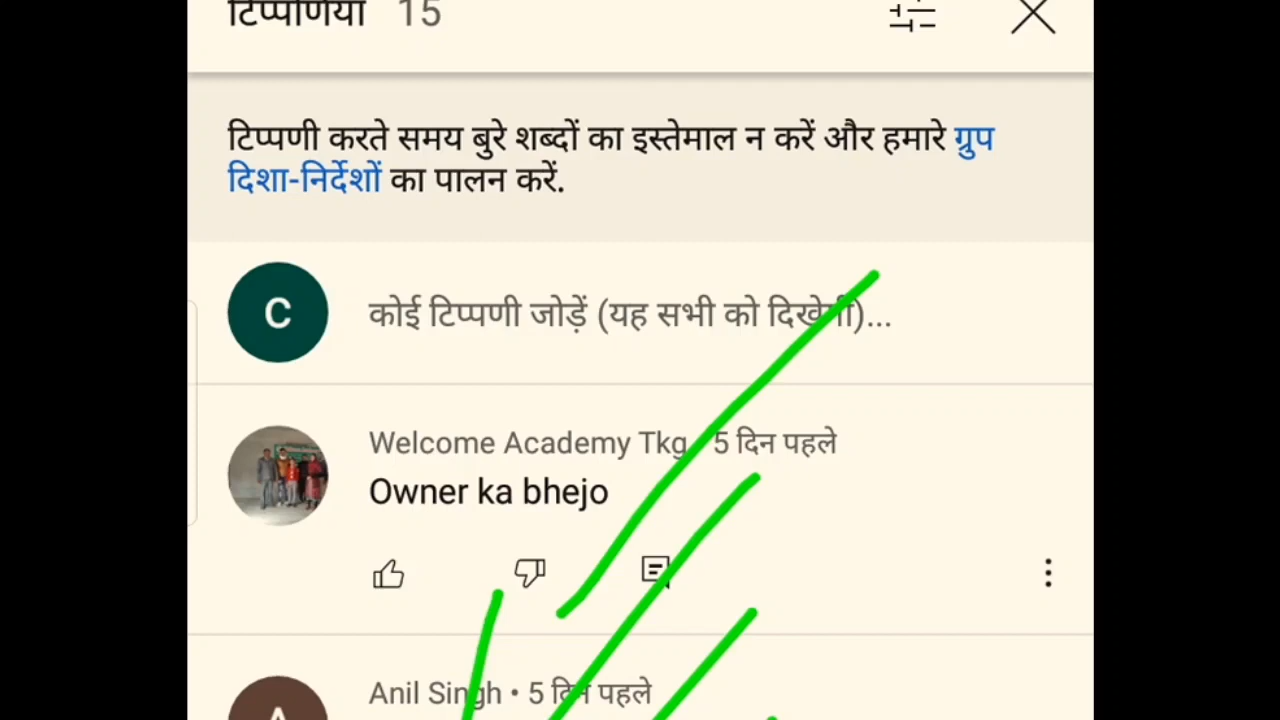 टिप्पणियां 15
टिप्पणी करते समय बुरे शब्दों का इस्तेमाल न करें और हमारे ग्रुप
दिशा-निर्देशों का पालन करें.
C
कोई टिप्पणी जोड़ें (यह सभी को दिखेगी)...
Welcome Academy Tkg • 5 दिन पहले
Owner ka bhejo
Anil Singh • 5 दिन पहले
A